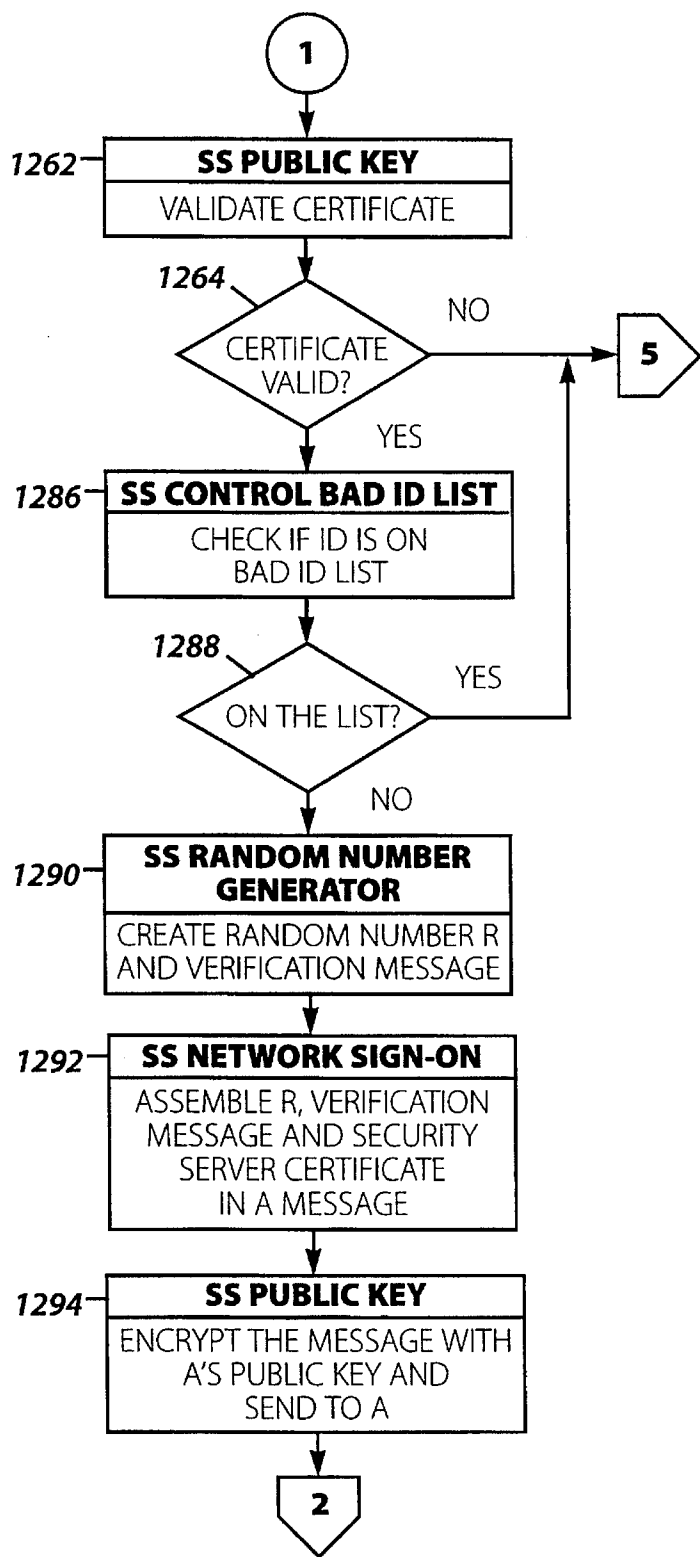 1
1262
SS PUBLIC KEY
VALIDATE CERTIFICATE
1264
CERTIFICATE
VALID?
NO
5
YES
1286
SS CONTROL BAD ID LIST
CHECK IF ID IS ON
BAD ID LIST
1288
ON THE LIST?
YES
NO
1290
SS RANDOM NUMBER
GENERATOR
CREATE RANDOM NUMBER R
AND VERIFICATION MESSAGE
1292
SS NETWORK SIGN-ON
ASSEMBLE R, VERIFICATION
MESSAGE AND SECURITY
SERVER CERTIFICATE
IN A MESSAGE
1294
SS PUBLIC KEY
ENCRYPT THE MESSAGE WITH
A'S PUBLIC KEY AND
SEND TO A
2